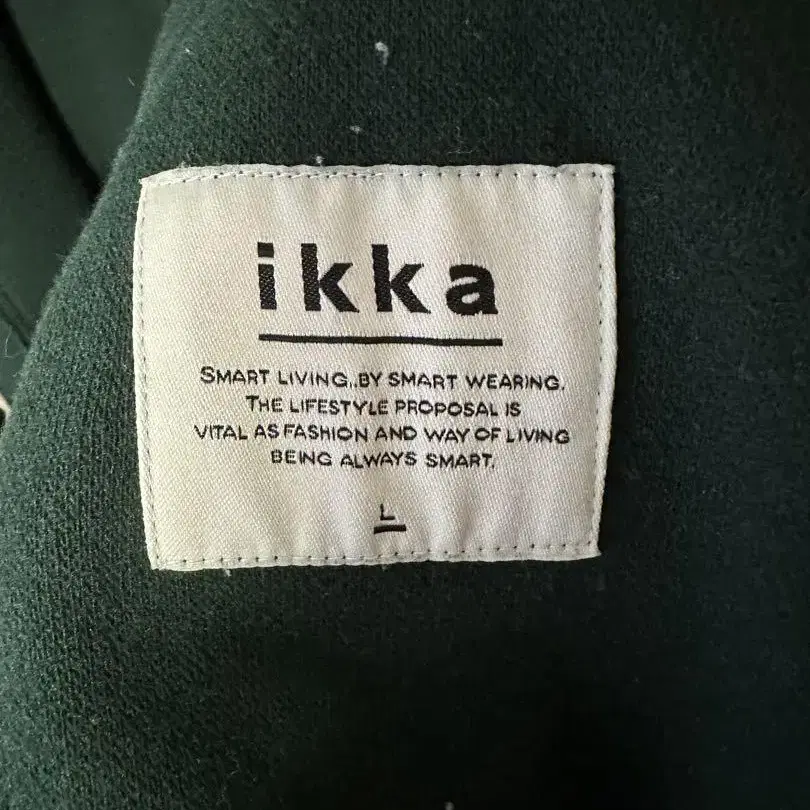 ikka
SMART LIVING,.BY SMART WEARING.
THE LIFESTYLE PROPOSAL IS
VITAL AS FASHION AND WAY OF LIVING
BEING ALWAYS SMART.
L